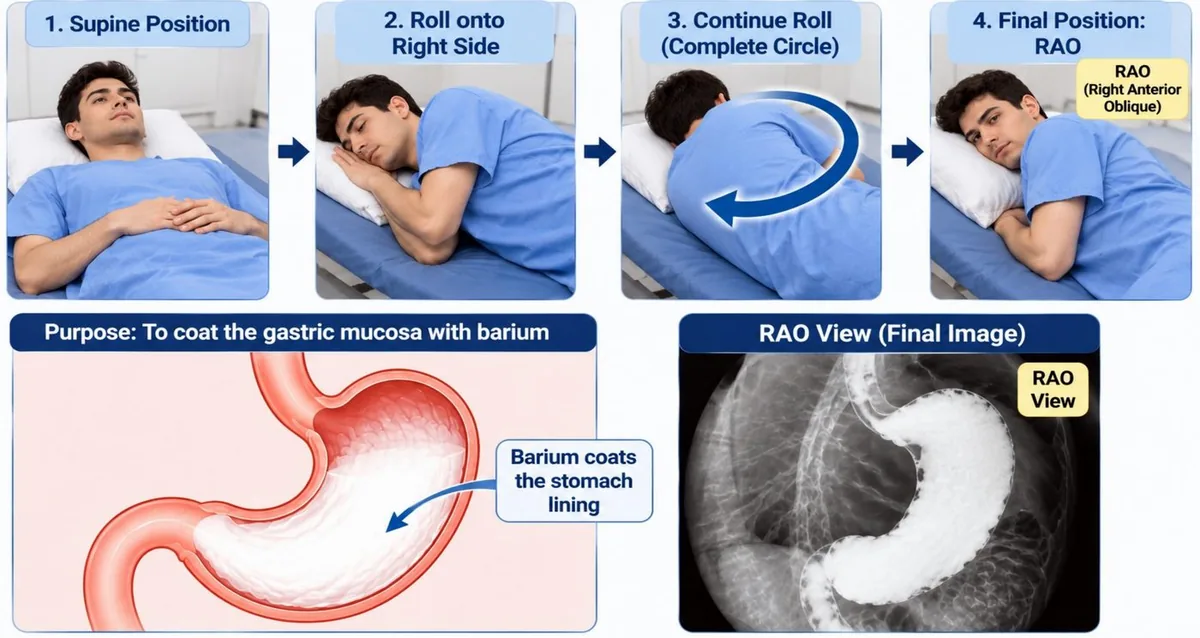 1. Supine Position
2. Roll onto
Right Side
3. Continue Roll
(Complete Circle)
4. Final Position:
RAO
RAO
(Right Anterior
Oblique)
Purpose: To coat the gastric mucosa with barium
Barium coats
the stomach
lining
RAO View (Final Image)
RAO
View